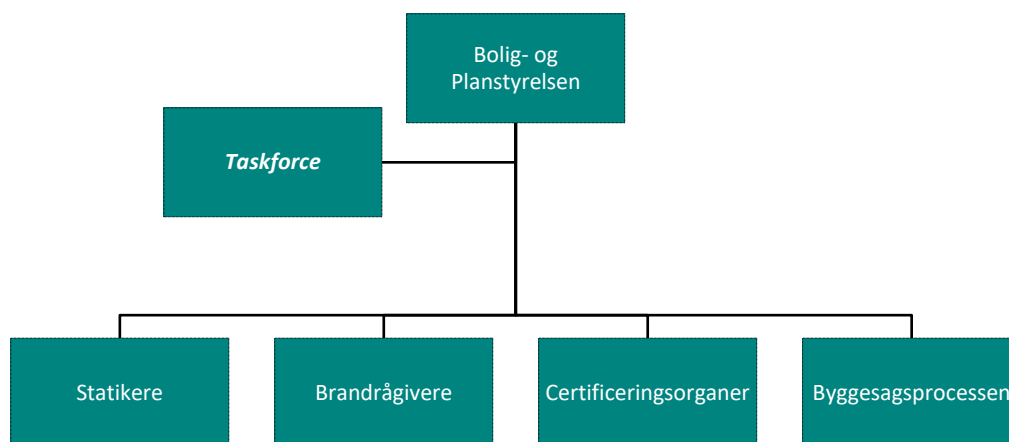 Bolig- og
Planstyrelsen
Taskforce
Statikere
Brandrågivere
Certificeringsorganer
Byggesagsprocessen